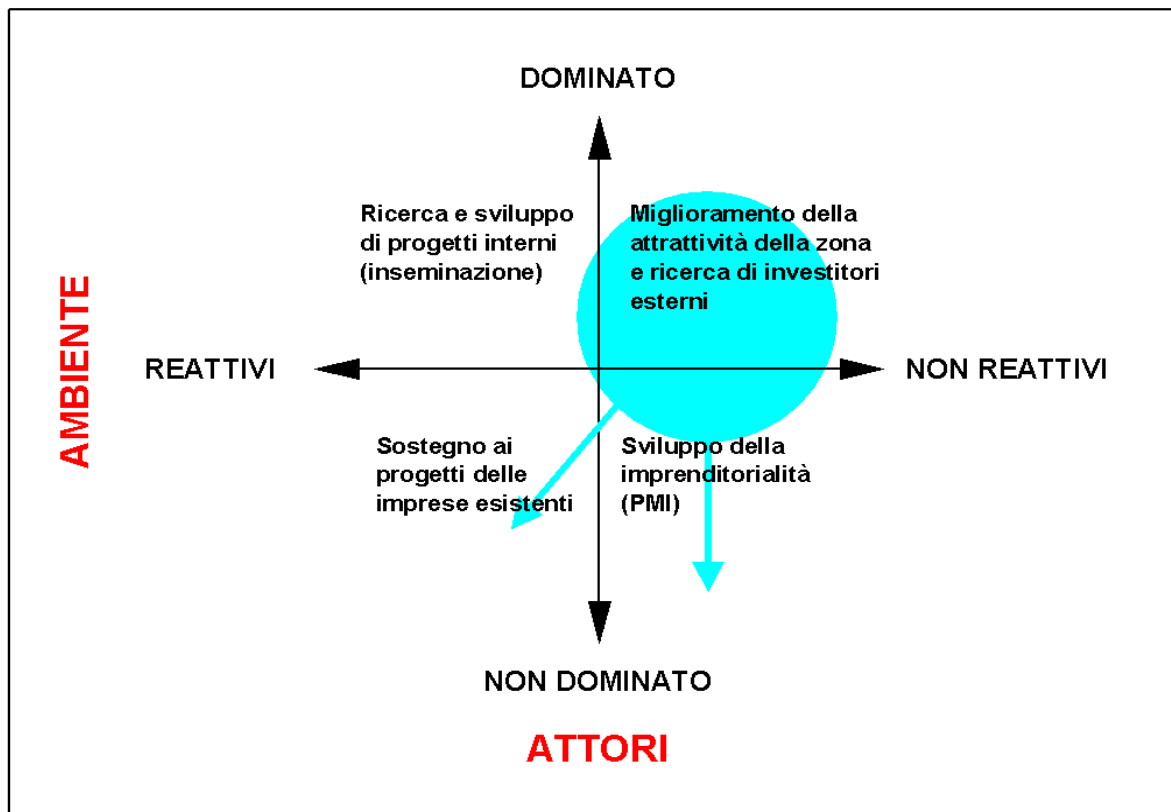 DOMINATO
Ricerca e sviluppo
di progetti interni
(inseminazione)
Miglioramento della
attrattività della zona
e ricerca di investitori
esterni
AMBIENTE
REATTIVI
NON REATTIVI
Sostegno ai
progetti delle
imprese esistenti
Sviluppo della
imprenditorialità
(PMI)
NON DOMINATO
ATTORI